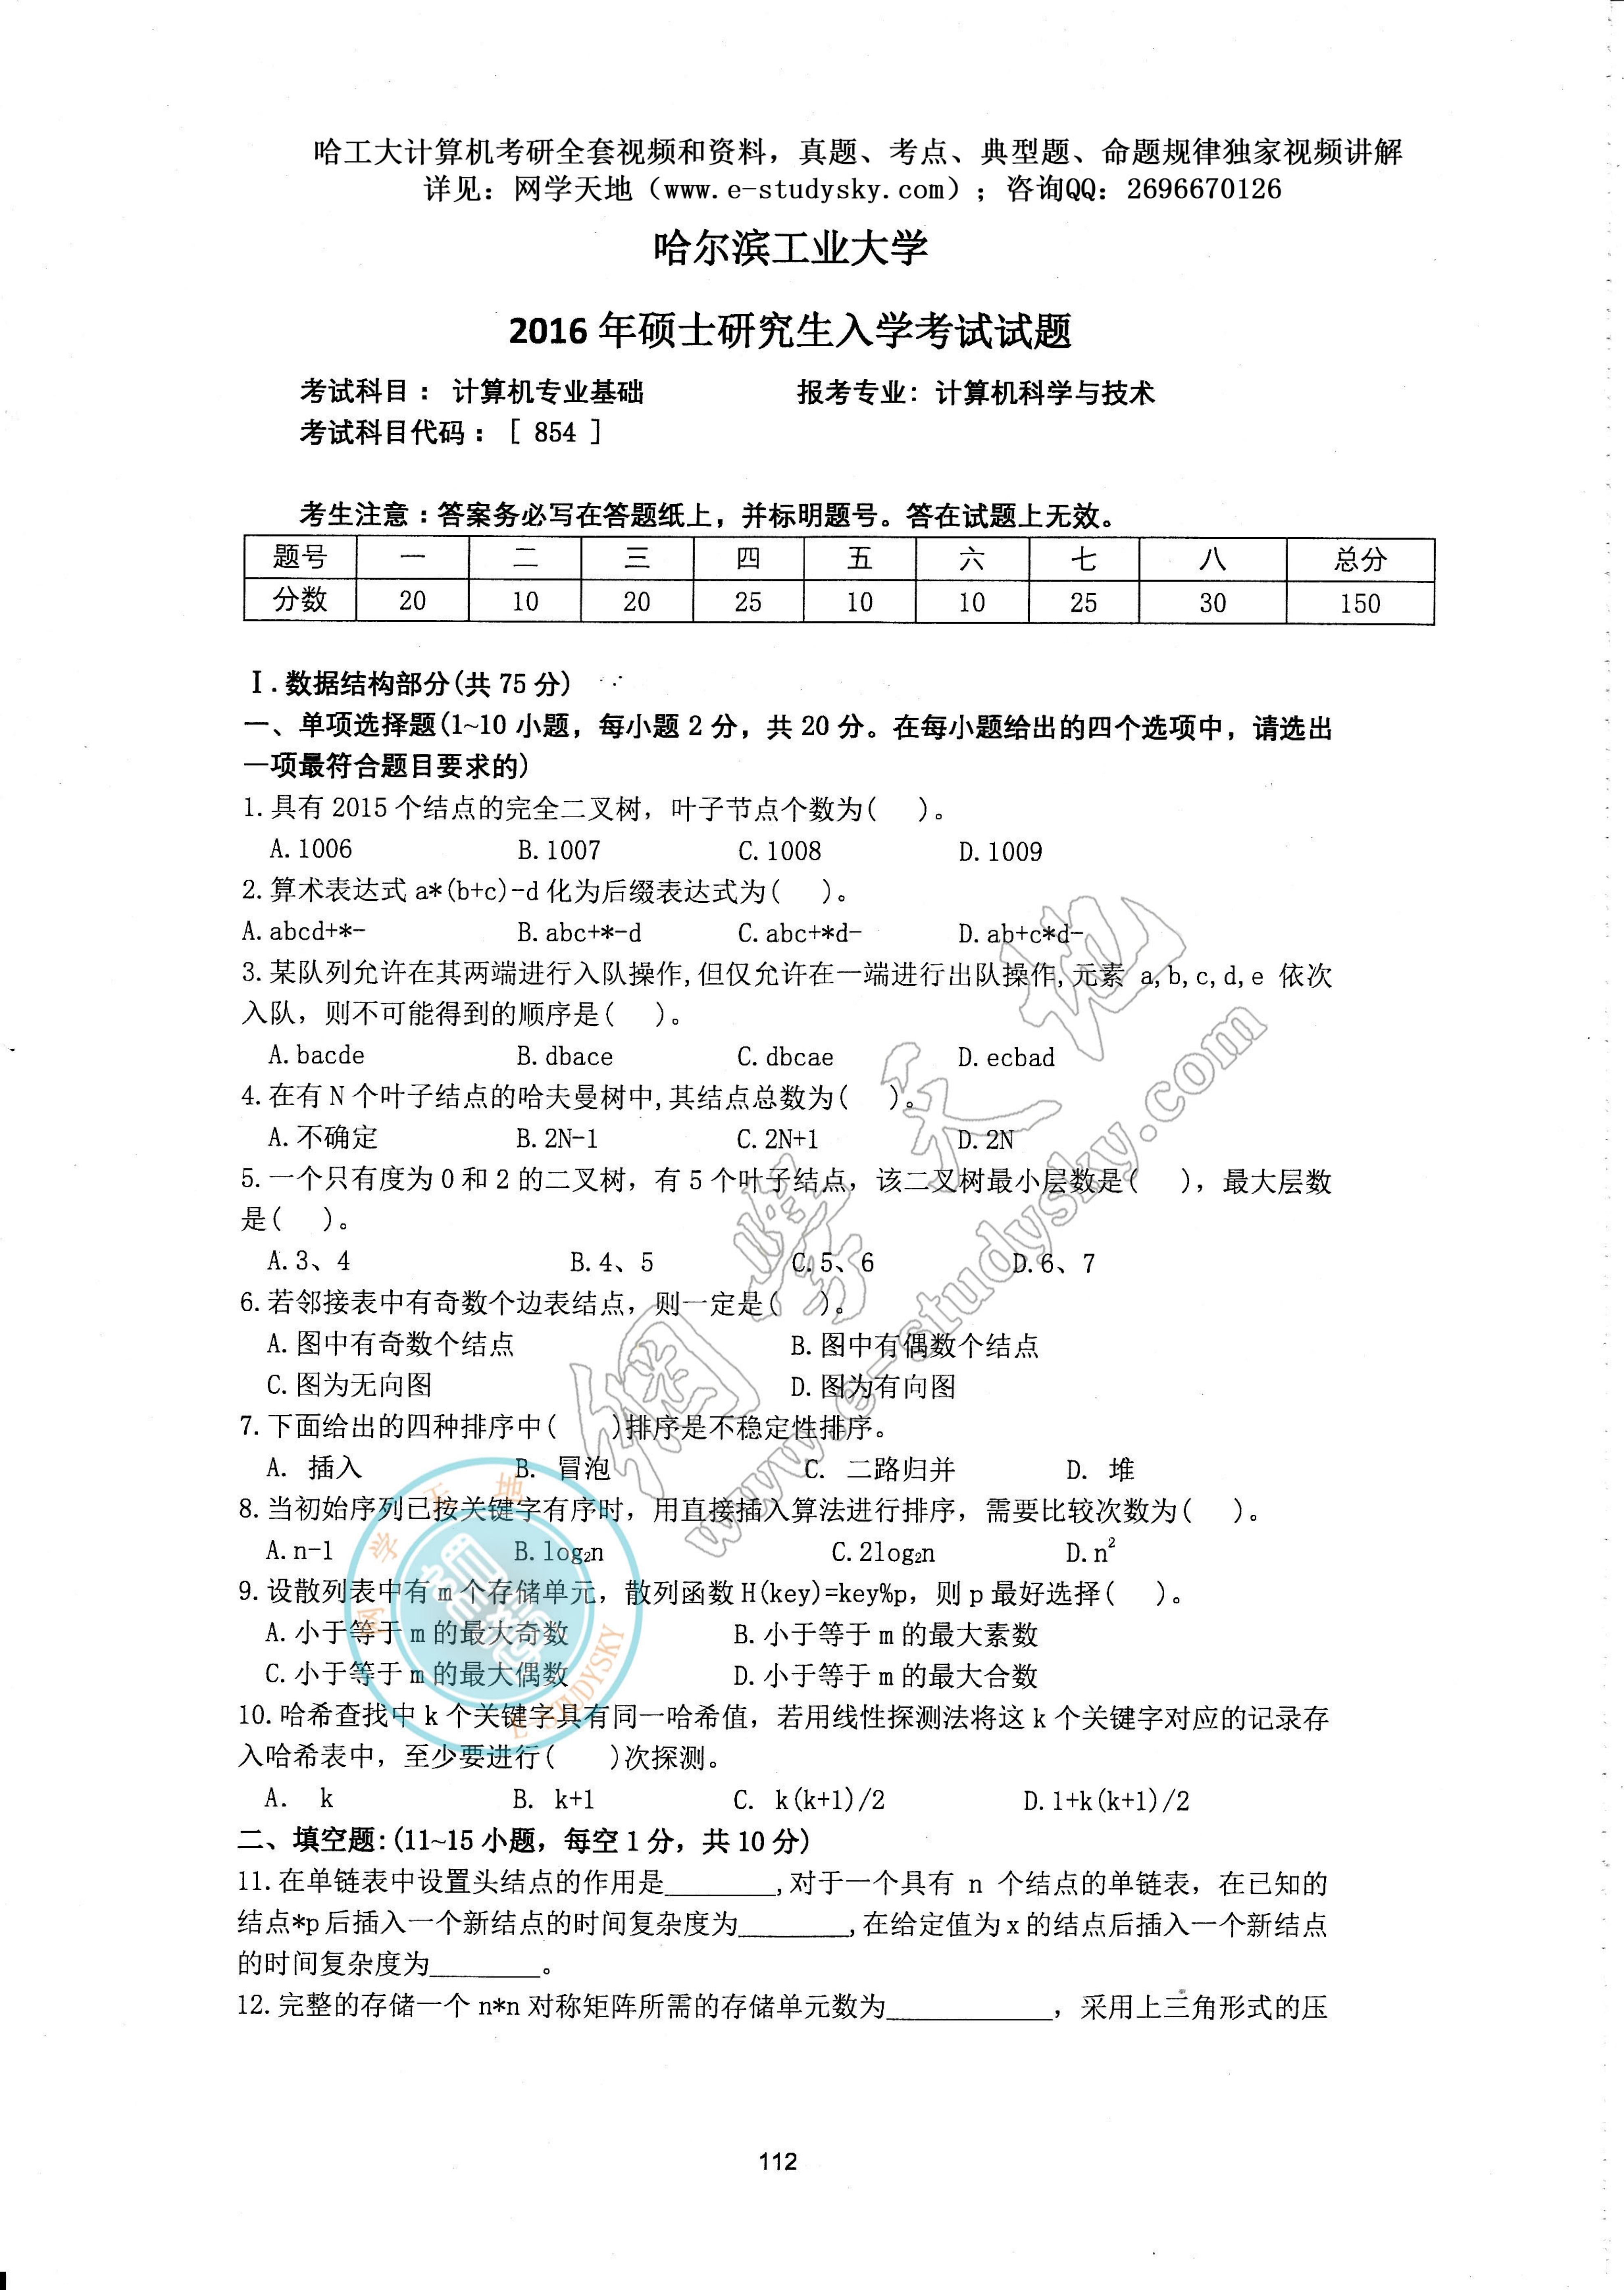 哈工大计算机考研全套视频和资料，真题、考点、典型题、命题规律独家视频讲解
详见：网学天地（www.e-studysky.com）；咨询QQ：2696670126
哈尔滨工业大学
2016 年硕士研究生入学考试试题
考试科目： 计算机专业基础 报考专业: 计算机科学与技术
考试科目代码：[ 854 ]
考生注意：答案务必写在答题纸上，并标明题号。答在试题上无效。
题号 一 二 三 四 五 六 七 八 总分
分数 20 10 20 25 10 10 25 30 150
Ⅰ.数据结构部分(共 75 分)
一、单项选择题(1~10 小题，每小题 2 分，共 20 分。在每小题给出的四个选项中，请选出
一项最符合题目要求的)
1.具有 2015 个结点的完全二叉树，叶子节点个数为( )。
A.1006 B.1007 C.1008 D.1009
2.算术表达式 a*(b+c)-d 化为后缀表达式为( )。
A.abcd+*- B.abc+*-d C.abc+*d- D.ab+c*d-
3.某队列允许在其两端进行入队操作,但仅允许在一端进行出队操作,元素 a,b,c,d,e 依次
入队，则不可能得到的顺序是( )。
A.bacde B.dbace C.dbcae D.ecbad
4.在有 N 个叶子结点的哈夫曼树中,其结点总数为( )。
A.不确定 B.2N-1 C.2N+1 D.2N
5.一个只有度为 0 和 2 的二叉树，有 5 个叶子结点，该二叉树最小层数是( )，最大层数
是( )。
A.3、4 B.4、5 C.5、6 D.6、7
6.若邻接表中有奇数个边表结点，则一定是( )。
A.图中有奇数个结点 B.图中有偶数个结点
C.图为无向图 D.图为有向图
7.下面给出的四种排序中( )排序是不稳定性排序。
A. 插入 B. 冒泡 C. 二路归并 D. 堆
8.当初始序列已按关键字有序时，用直接插入算法进行排序，需要比较次数为( )。
A.n-1 B.log₂n C.2log₂n D.n²
9.设散列表中有 m 个存储单元，散列函数 H(key)=key%p，则 p 最好选择( )。
A.小于等于 m 的最大奇数 B.小于等于 m 的最大素数
C.小于等于 m 的最大偶数 D.小于等于 m 的最大合数
10.哈希查找中 k 个关键字具有同一哈希值，若用线性探测法将这 k 个关键字对应的记录存
入哈希表中，至少要进行( )次探测。
A. k B. k+1 C. k(k+1)/2 D.1+k(k+1)/2
二、填空题:(11~15 小题，每空 1 分，共 10 分)
11.在单链表中设置头结点的作用是________,对于一个具有 n 个结点的单链表，在已知的
结点*p 后插入一个新结点的时间复杂度为________,在给定值为 x 的结点后插入一个新结点
的时间复杂度为________。
12.完整的存储一个 n*n 对称矩阵所需的存储单元数为____________，采用上三角形式的压
112
網學天地
www.e-studysky.com
网学天地
E-STUDYSKY